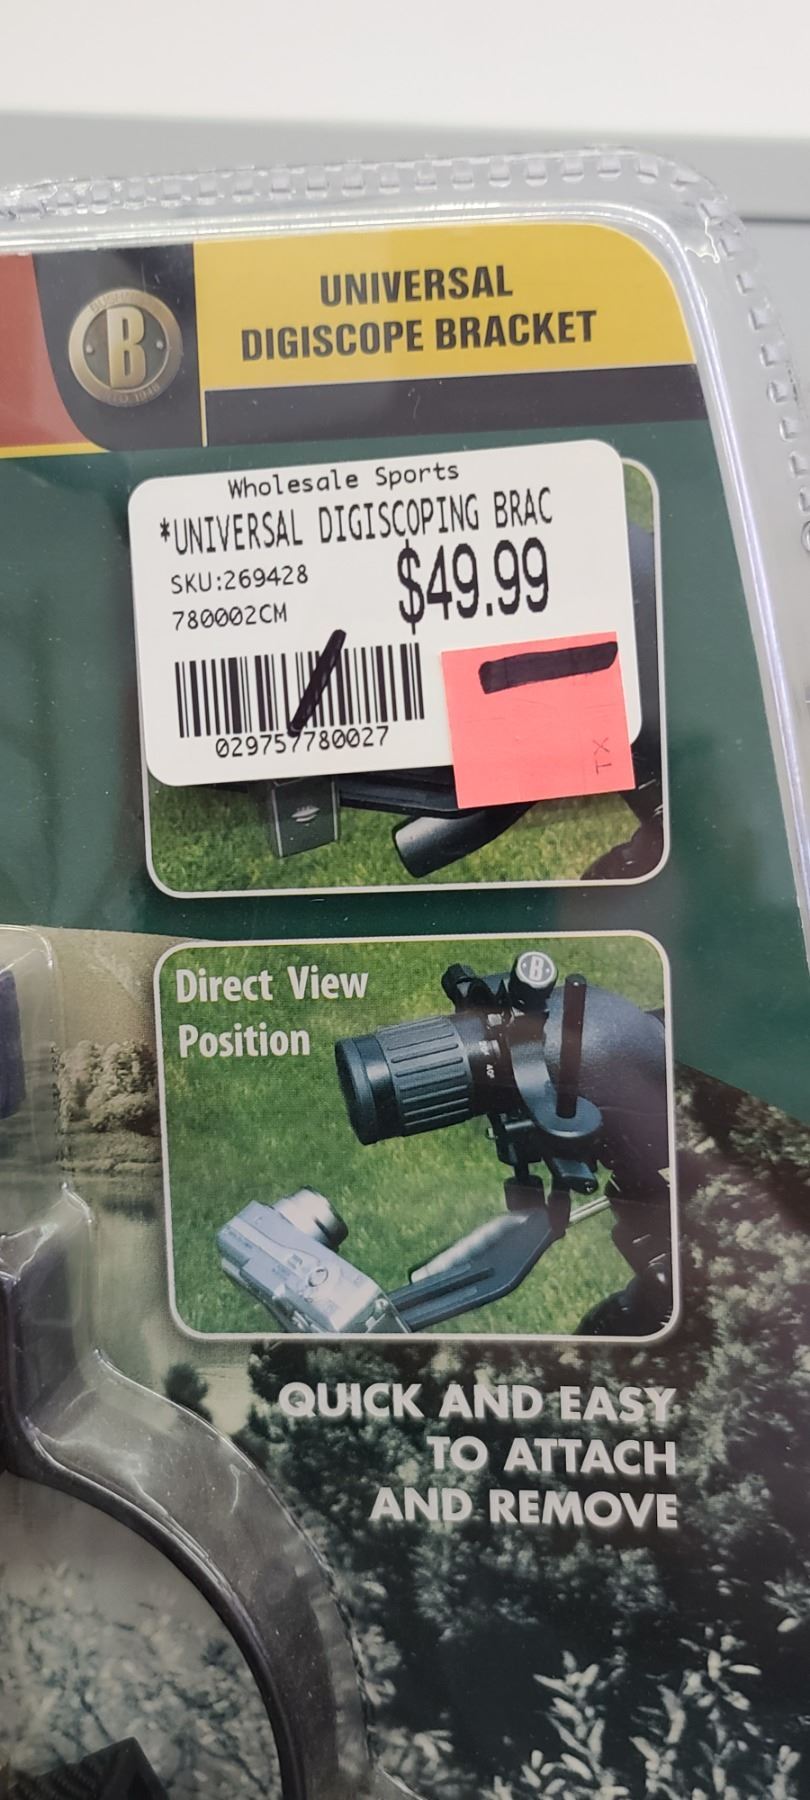 UNIVERSAL
DIGISCOPE BRACKET
B
Wholesale Sports
*UNIVERSAL DIGISCOPING BRAC
SKU:269428
$49.99
780002CM
029757780027
TX
Direct View
Position
B
QUICK AND EASY
TO ATTACH
AND REMOVE